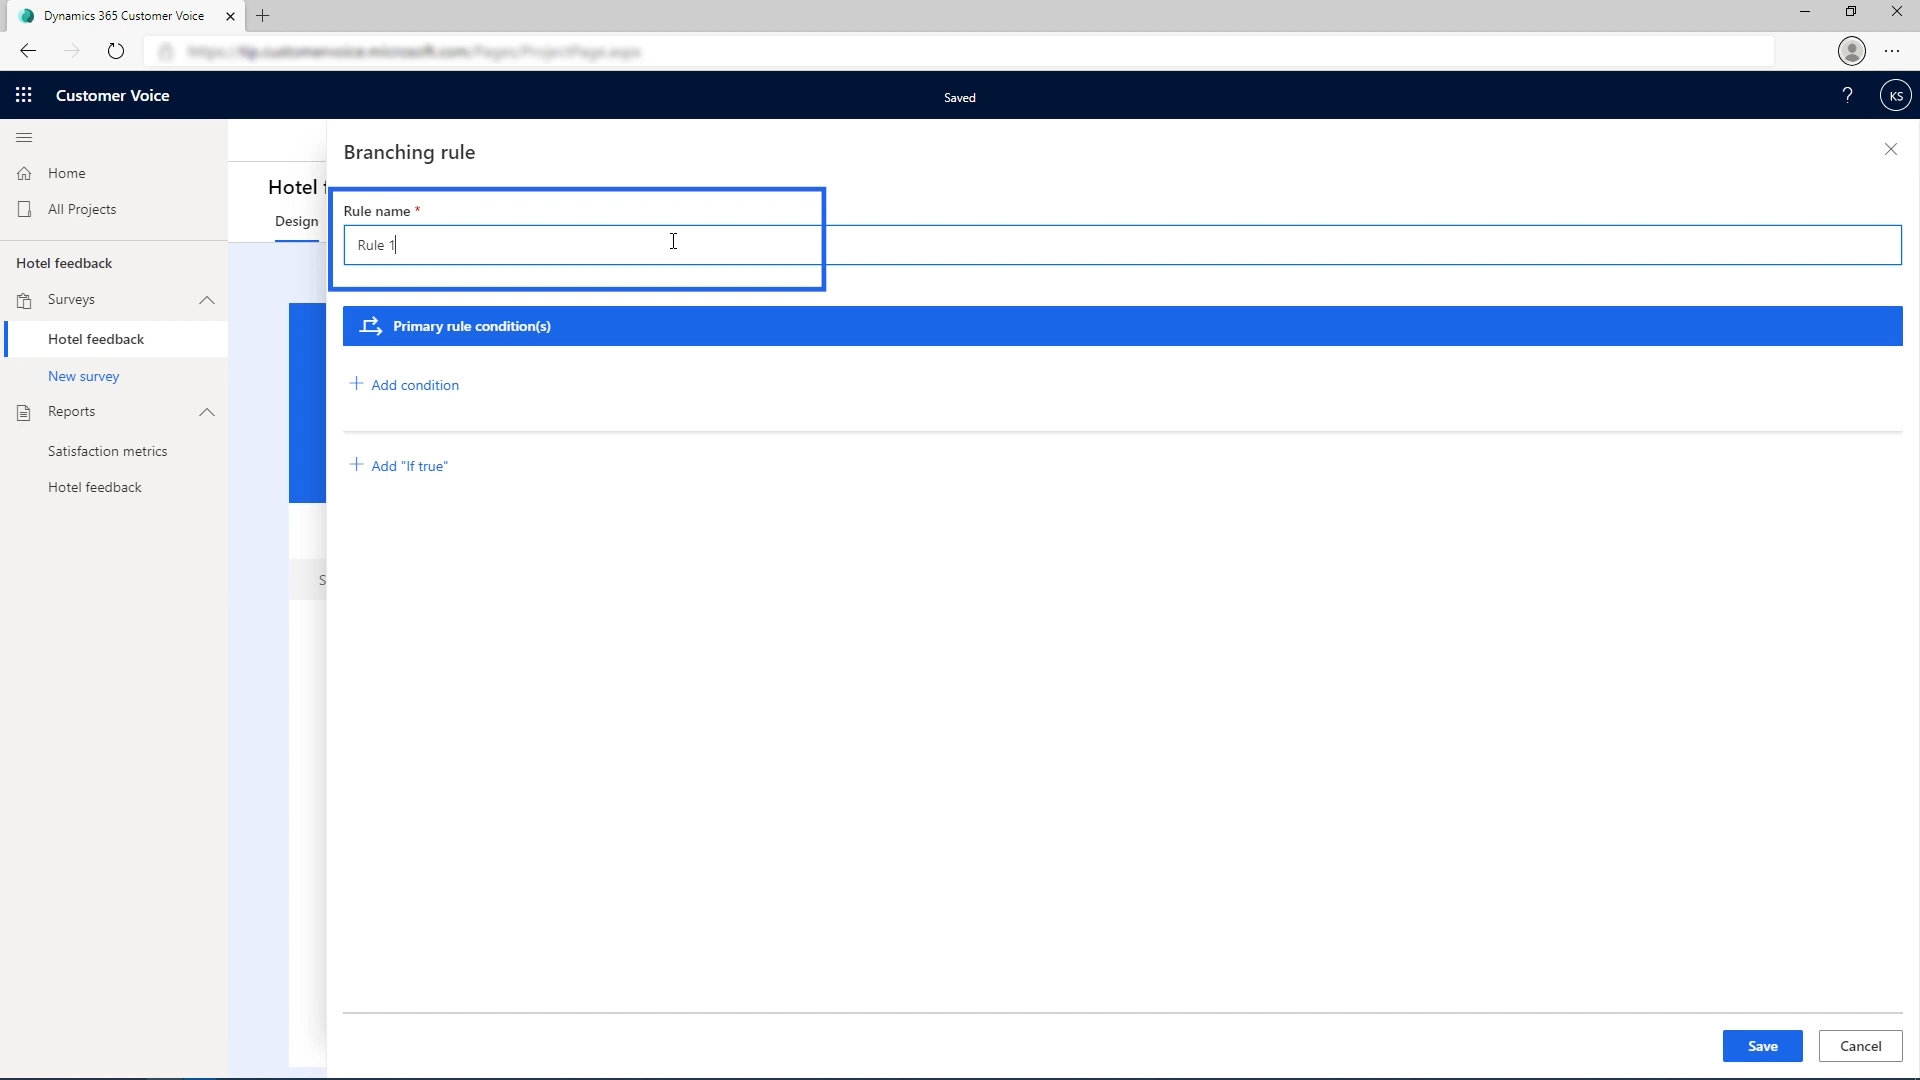 Dynamics 365 Customer Voice
Customer Voice
Saved
?
KS
Home
All Projects
Hotel feedback
Surveys
Hotel feedback
New survey
Reports
Satisfaction metrics
Hotel feedback
Hotel
Design
S
Branching rule
Rule name *
Rule 1
Primary rule condition(s)
+ Add condition
+ Add "If true"
Save
Cancel